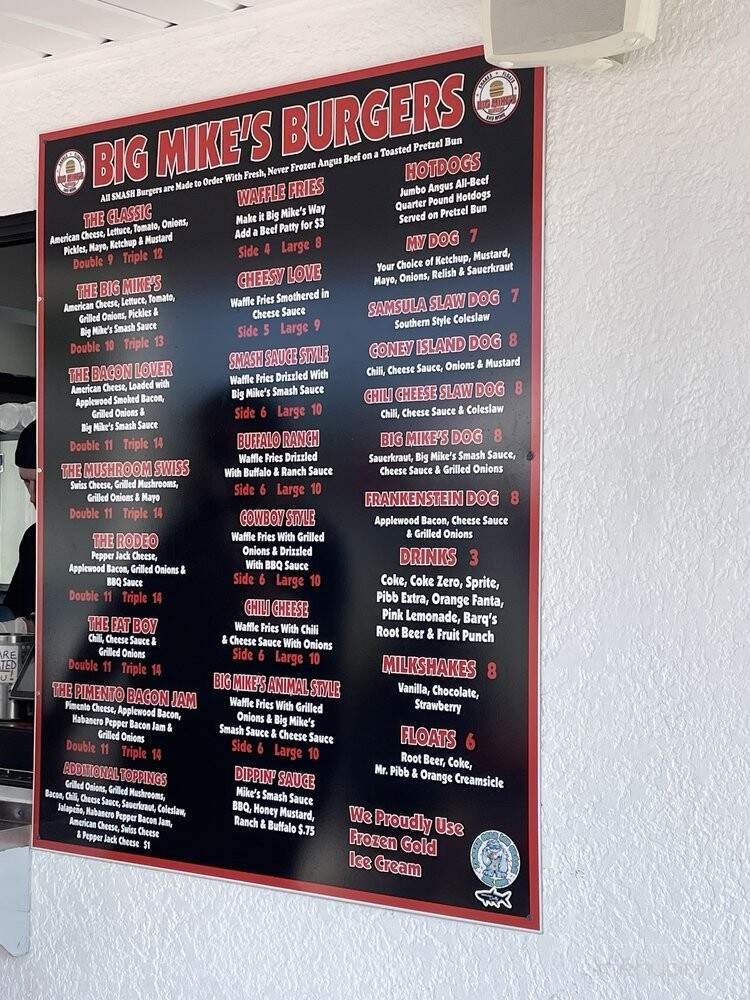 BIG MIKE'S BURGERS
All SMASH Burgers are Made to Order With Fresh, Never Frozen Angus Beef on a Toasted Pretzel Bun
THE CLASSIC
American Cheese, Lettuce, Tomato, Onions,
Pickles, Mayo, Ketchup & Mustard
Double 9 Triple 12
THE BIG MIKE'S
American Cheese, Lettuce, Tomato,
Grilled Onions, Pickles &
Big Mike's Smash Sauce
Double 10 Triple 13
THE BACON LOVER
American Cheese, Loaded with
Applewood Smoked Bacon,
Grilled Onions &
Big Mike's Smash Sauce
Double 11 Triple 14
THE MUSHROOM SWISS
Swiss Cheese, Grilled Mushrooms,
Grilled Onions & Mayo
Double 11 Triple 14
THE RODEO
Pepper Jack Cheese,
Applewood Bacon, Grilled Onions &
BBQ Sauce
Double 11 Triple 14
THE FAT BOY
Chili, Cheese Sauce &
Grilled Onions
Double 11 Triple 14
THE PIMENTO BACON JAM
Pimento Cheese, Applewood Bacon,
Habanero Pepper Bacon Jam &
Grilled Onions
Double 11 Triple 14
ADDITIONAL TOPPINGS
Grilled Onions, Grilled Mushrooms,
Bacon, Chili, Cheese Sauce, Sauerkraut, Coleslaw,
Jalapeño, Habanero Pepper Bacon Jam,
American Cheese, Swiss Cheese
& Pepper Jack Cheese $1
WAFFLE FRIES
Make it Big Mike's Way
Add a Beef Patty for $3
Side 4 Large 8
CHEESY LOVE
Waffle Fries Smothered in
Cheese Sauce
Side 5 Large 9
SMASH SAUCE STYLE
Waffle Fries Drizzled With
Big Mike's Smash Sauce
Side 6 Large 10
BUFFALO RANCH
Waffle Fries Drizzled
With Buffalo & Ranch Sauce
Side 6 Large 10
COWBOY STYLE
Waffle Fries With Grilled
Onions & Drizzled
With BBQ Sauce
Side 6 Large 10
CHILI CHEESE
Waffle Fries With Chili
& Cheese Sauce With Onions
Side 6 Large 10
BIG MIKE'S ANIMAL STYLE
Waffle Fries With Grilled
Onions & Big Mike's
Smash Sauce & Cheese Sauce
Side 6 Large 10
DIPPIN' SAUCE
Mike's Smash Sauce
BBQ, Honey Mustard,
Ranch & Buffalo $.75
HOTDOGS
Jumbo Angus All-Beef
Quarter Pound Hotdogs
Served on Pretzel Bun
MY DOG 7
Your Choice of Ketchup, Mustard,
Mayo, Onions, Relish & Sauerkraut
SAMSULA SLAW DOG 7
Southern Style Coleslaw
CONEY ISLAND DOG 8
Chili, Cheese Sauce, Onions & Mustard
CHILI CHEESE SLAW DOG 8
Chili, Cheese Sauce & Coleslaw
BIG MIKE'S DOG 8
Sauerkraut, Big Mike's Smash Sauce,
Cheese Sauce & Grilled Onions
FRANKENSTEIN DOG 8
Applewood Bacon, Cheese Sauce
& Grilled Onions
DRINKS 3
Coke, Coke Zero, Sprite,
Pibb Extra, Orange Fanta,
Pink Lemonade, Barq's
Root Beer & Fruit Punch
MILKSHAKES 8
Vanilla, Chocolate,
Strawberry
FLOATS 6
Root Beer, Coke,
Mr. Pibb & Orange Creamsicle
We Proudly Use
Frozen Gold
Ice Cream
BIG MIKE'S